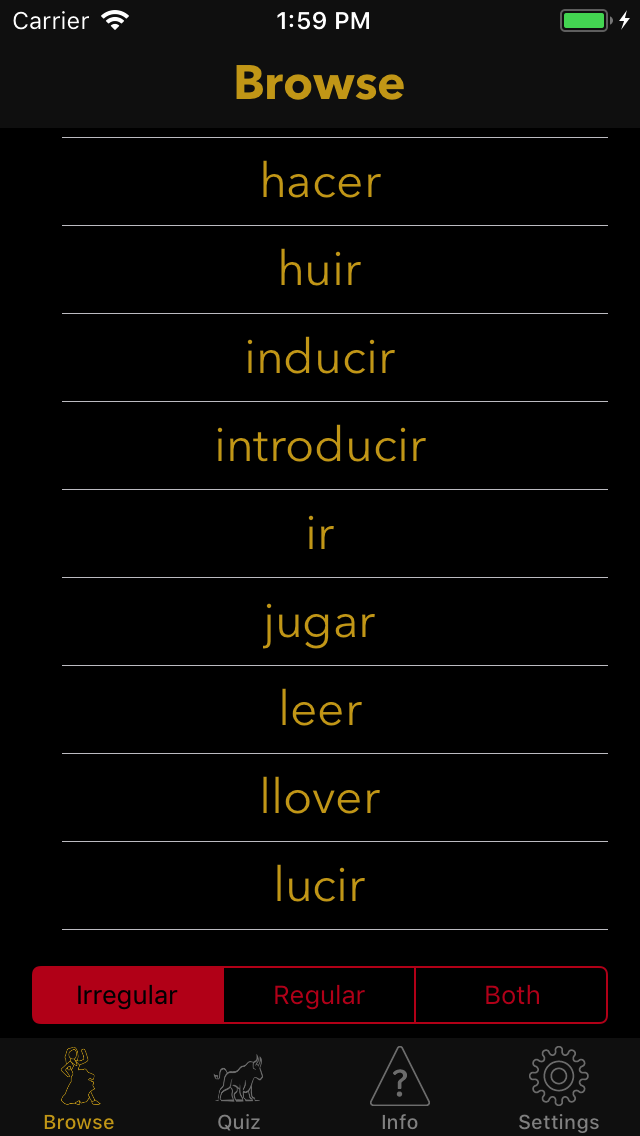 Carrier 1:59 PM
Browse
hacer
huir
inducir
introducir
ir
jugar
leer
llover
lucir
Irregular Regular Both
?
Browse Quiz Info Settings